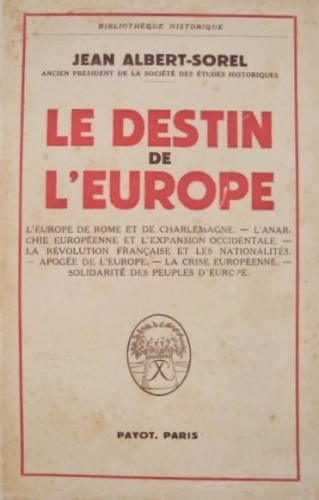 BIBLIOTHÈQUE HISTORIQUE
JEAN ALBERT-SOREL
ANCIEN PRÉSIDENT DE LA SOCIÉTÉ DES ÉTUDES HISTORIQUES
LE DESTIN
DE
L'EUROPE
L'EUROPE DE ROME ET DE CHARLEMAGNE. — L'ANAR-
CHIE EUROPÉENNE ET L'EXPANSION OCCIDENTALE. —
LA RÉVOLUTION FRANÇAISE ET LES NATIONALITÉS.
— APOGÉE DE L'EUROPE. — LA CRISE EUROPÉENNE. —
SOLIDARITÉ DES PEUPLES D'EUROPE.
PAYOT, PARIS